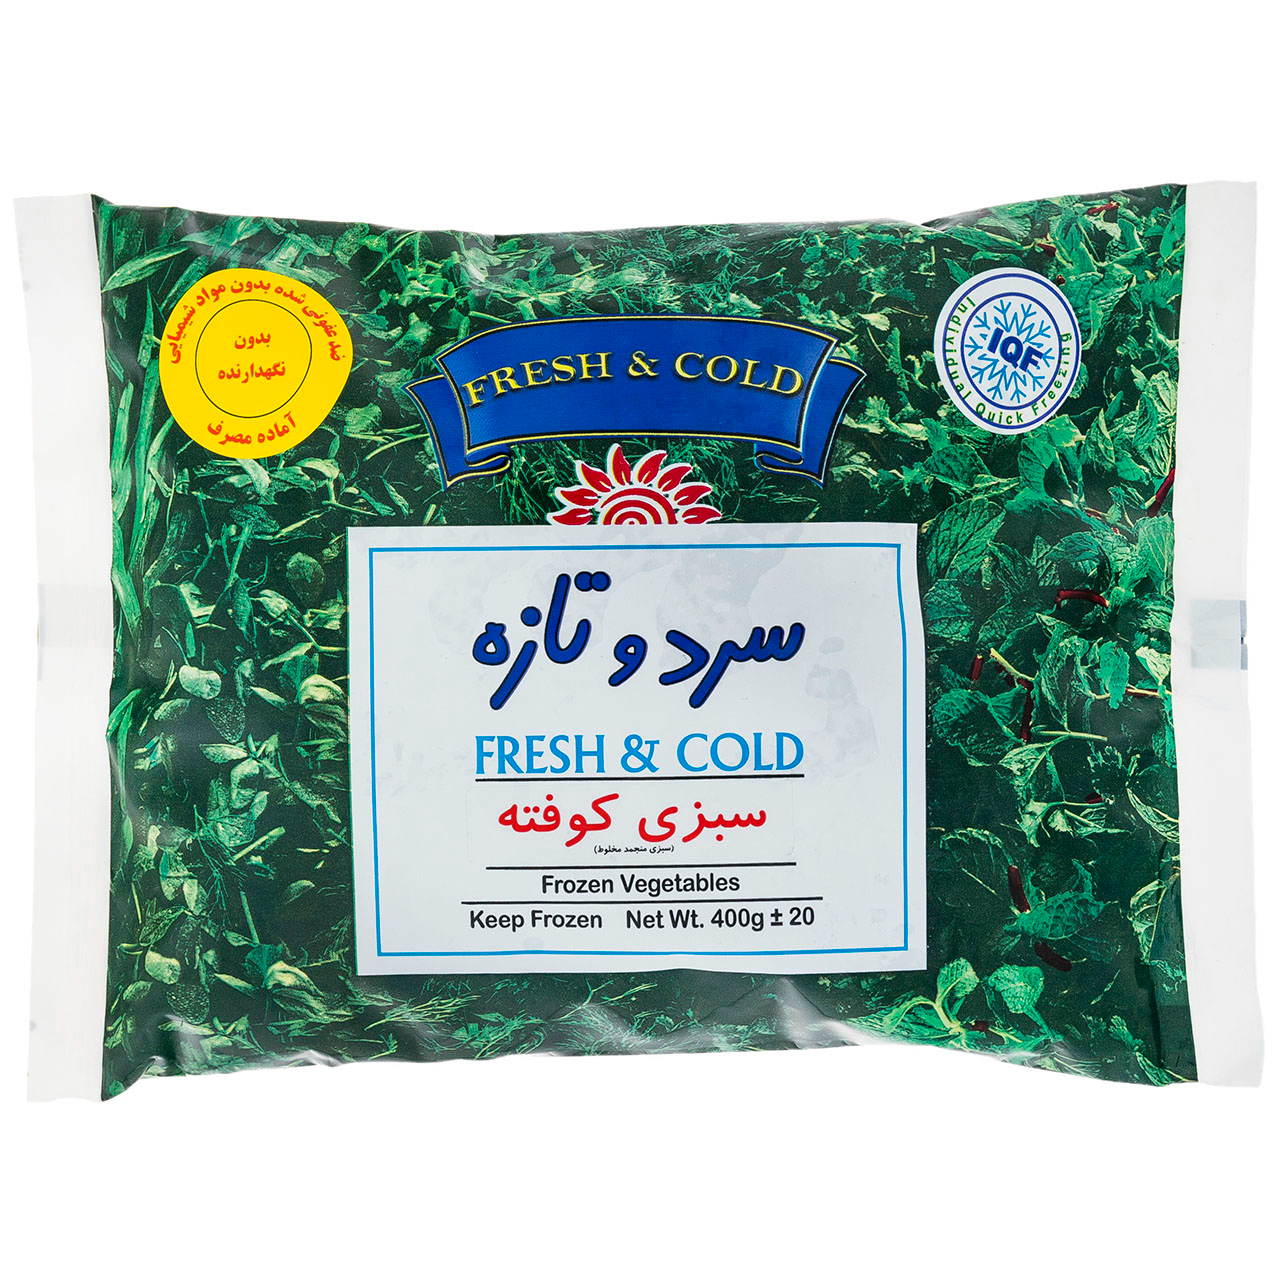 ضد عفونی شده بدون مواد شیمیایی
بدون
نگهدارنده
آماده مصرف
FRESH & COLD
IQF
Individual Quick Freezing
سرد و تازه
FRESH & COLD
سبزی کوفته
(سبزی منجمد مخلوط)
Frozen Vegetables
Keep Frozen Net Wt. 400g ± 20